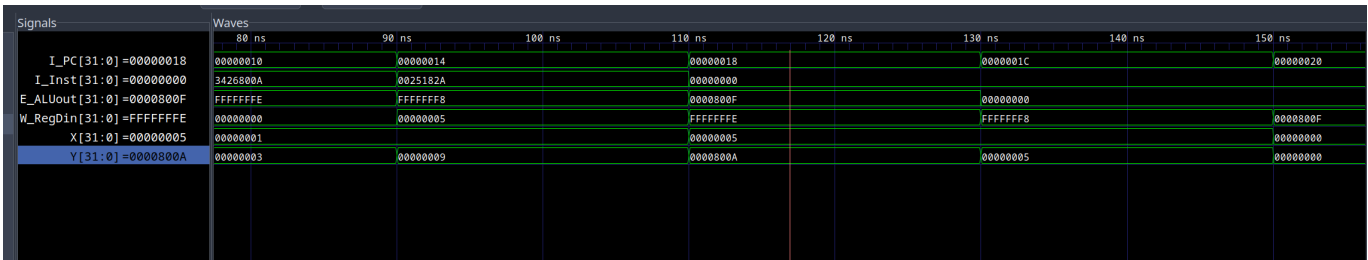 Signals Waves
80 ns 90 ns 100 ns 110 ns 120 ns 130 ns 140 ns 150 ns
I_PC[31:0]=00000018 00000010 00000014 00000018 0000001C 00000020
I_Inst[31:0]=00000000 3426800A 0025182A 00000000
E_ALUout[31:0]=0000800F FFFFFFFE FFFFFFF8 0000800F 00000000
W_RegDin[31:0]=FFFFFFFE 00000000 00000005 FFFFFFFE FFFFFFF8 0000800F
X[31:0]=00000005 00000001 00000005 00000000
Y[31:0]=0000800A 00000003 00000009 0000800A 00000005 00000000